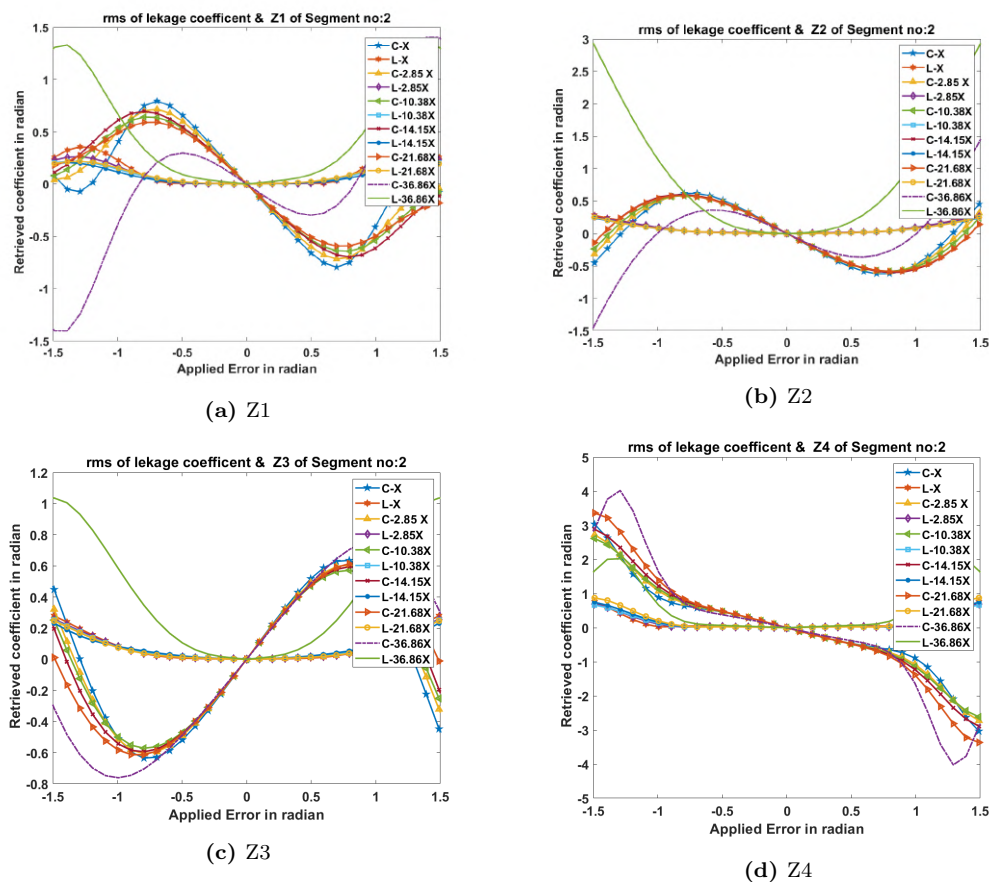 rms of lekage coefficent & Z1 of Segment no:2
Retrieved coefficient in radian
1.5
1
0.5
0
-0.5
-1
-1.5
C-X
L-X
C-2.85 X
L-2.85X
C-10.38X
L-10.38X
C-14.15X
L-14.15X
C-21.68X
L-21.68X
C-36.86X
L-36.86X
-1.5 -1 -0.5 0 0.5 1 1.5
Applied Error in radian
(a) Z1
rms of lekage coefficent & Z2 of Segment no:2
Retrieved coefficient in radian
3
2.5
2
1.5
1
0.5
0
-0.5
-1
-1.5
C-X
L-X
C-2.85 X
L-2.85X
C-10.38X
L-10.38X
C-14.15X
L-14.15X
C-21.68X
L-21.68X
C-36.86X
L-36.86X
-1.5 -1 -0.5 0 0.5 1 1.5
Applied Error in radian
(b) Z2
rms of lekage coefficent & Z3 of Segment no:2
Retrieved coefficient in radian
1.2
1
0.8
0.6
0.4
0.2
0
-0.2
-0.4
-0.6
-0.8
C-X
L-X
C-2.85 X
L-2.85X
C-10.38X
L-10.38X
C-14.15X
L-14.15X
C-21.68X
L-21.68X
C-36.86X
L-36.86X
-1.5 -1 -0.5 0 0.5 1 1.5
Applied Error in radian
(c) Z3
rms of lekage coefficent & Z4 of Segment no:2
Retrieved coefficient in radian
5
4
3
2
1
0
-1
-2
-3
-4
-5
C-X
L-X
C-2.85 X
L-2.85X
C-10.38X
L-10.38X
C-14.15X
L-14.15X
C-21.68X
L-21.68X
C-36.86X
L-36.86X
-1.5 -1 -0.5 0 0.5 1 1.5
Applied Error in radian
(d) Z4